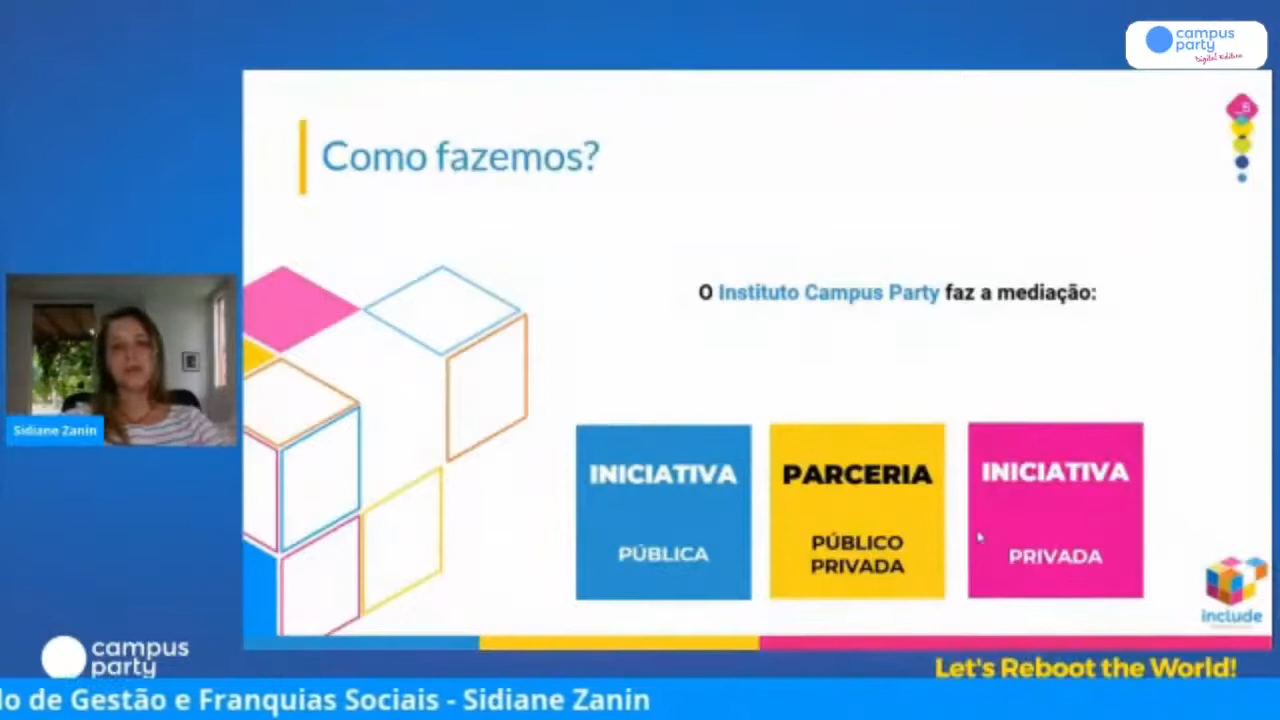 campus
party
Digital Edition
Como fazemos?
O Instituto Campus Party faz a mediação:
INICIATIVA
PÚBLICA
PARCERIA
PÚBLICO
PRIVADA
INICIATIVA
PRIVADA
Sidiane Zanin
include
campus
party
Let's Reboot the World!
lo de Gestão e Franquias Sociais - Sidiane Zanin